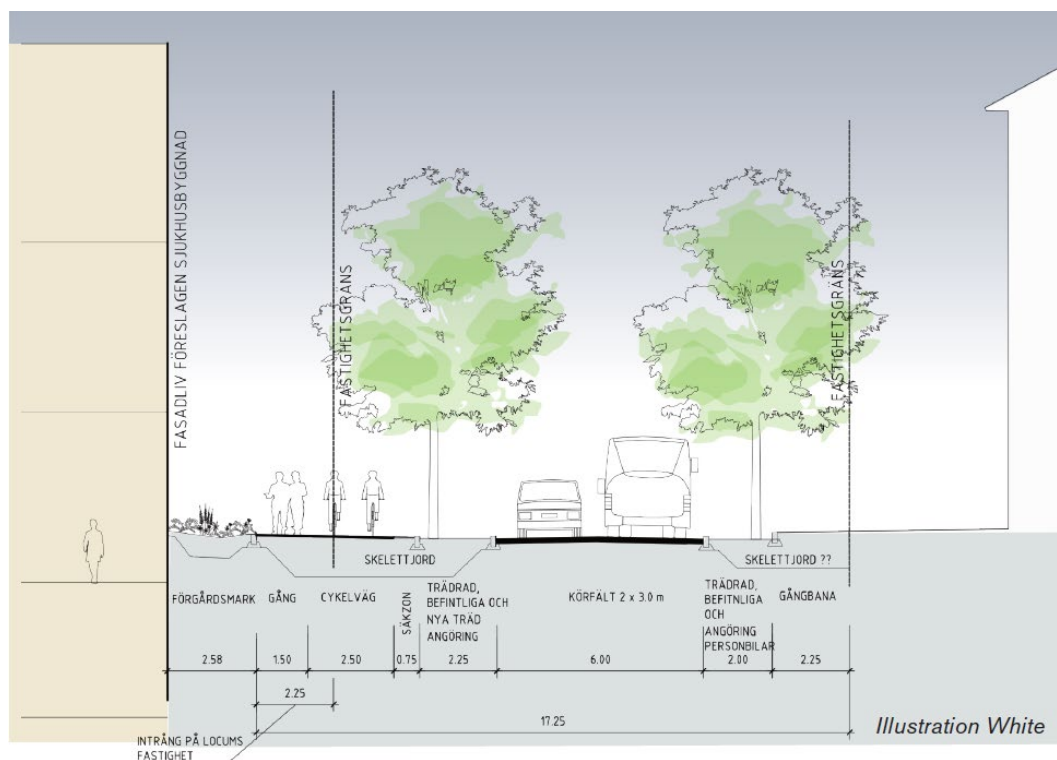 FASADLIV FÖRESLAGEN SJUKHUSBYGGNAD
FASTIGHETSGRÄNS
FASTIGHETSGRÄNS
SKELETTJORD
SKELETTJORD ??
FÖRGÅRDSMARK
GÅNG
CYKELVÄG
SÄKZON
TRÄDRAD,
BEFINTLIGA OCH
NYA TRÄD
ANGÖRING
KÖRFÄLT 2 x 3.0 m
TRÄDRAD,
BEFITNLIGA
OCH
ANGÖRING
PERSONBILAR
GÅNGBANA
2.58
1.50
2.50
0.75
2.25
6.00
2.00
2.25
2.25
17.25
INTRÅNG PÅ LOCUMS
FASTIGHET
Illustration White